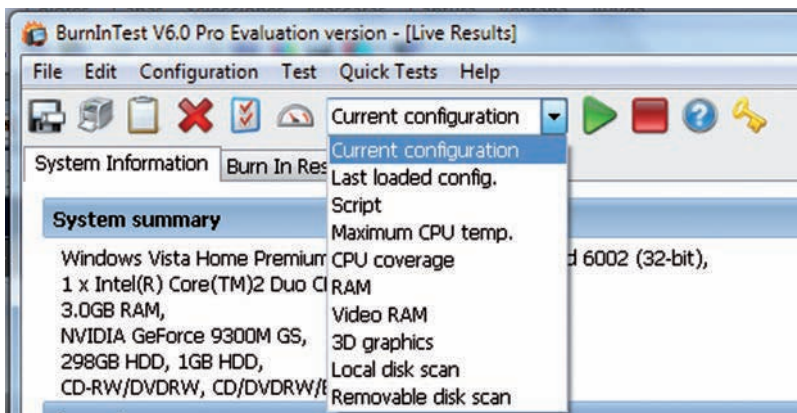 BurnInTest V6.0 Pro Evaluation version - [Live Results]
File Edit Configuration Test Quick Tests Help
Current configuration
Current configuration
Last loaded config.
Script
Maximum CPU temp.
CPU coverage
RAM
Video RAM
3D graphics
Local disk scan
Removable disk scan
System Information Burn In Res
System summary
Windows Vista Home Premium d 6002 (32-bit),
1 x Intel(R) Core(TM)2 Duo
3.0GB RAM,
NVIDIA GeForce 9300M GS,
298GB HDD, 1GB HDD,
CD-RW/DVDRW, CD/DVDRW/